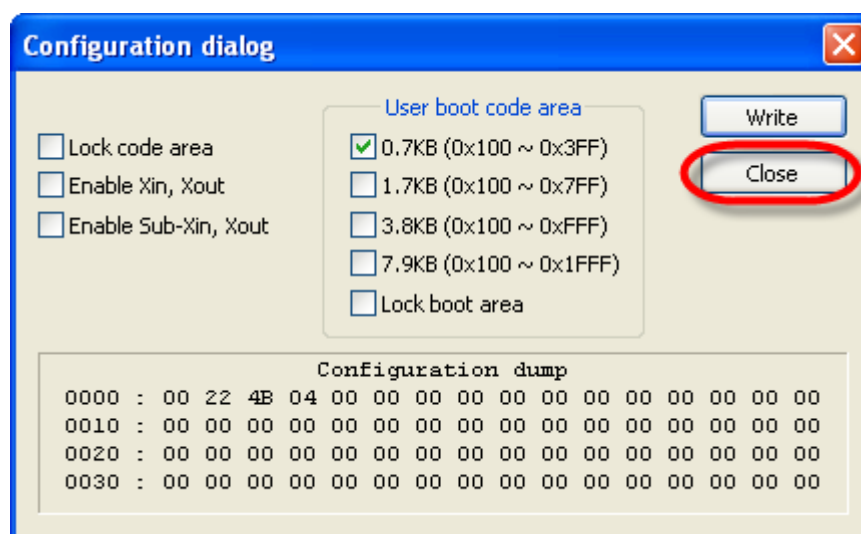 Configuration dialog
Lock code area
Enable Xin, Xout
Enable Sub-Xin, Xout
User boot code area
0.7KB (0x100 ~ 0x3FF)
1.7KB (0x100 ~ 0x7FF)
3.8KB (0x100 ~ 0xFFF)
7.9KB (0x100 ~ 0x1FFF)
Lock boot area
Write
Close
Configuration dump
0000 : 00 22 4B 04 00 00 00 00 00 00 00 00 00 00 00 00
0010 : 00 00 00 00 00 00 00 00 00 00 00 00 00 00 00 00
0020 : 00 00 00 00 00 00 00 00 00 00 00 00 00 00 00 00
0030 : 00 00 00 00 00 00 00 00 00 00 00 00 00 00 00 00